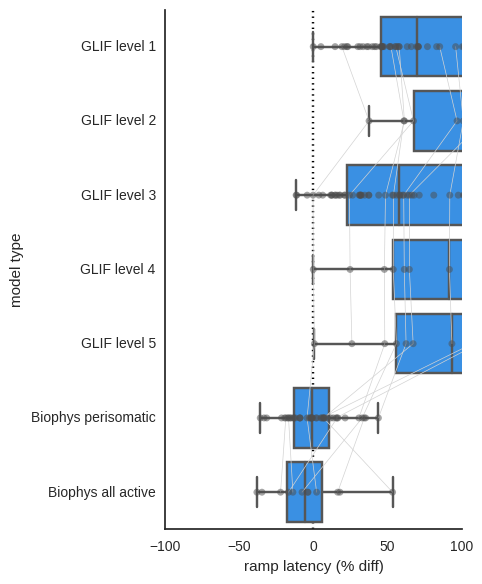 GLIF level 1
GLIF level 2
GLIF level 3
GLIF level 4
GLIF level 5
Biophys perisomatic
Biophys all active
model type
−100 −50 0 50 100
ramp latency (% diff)